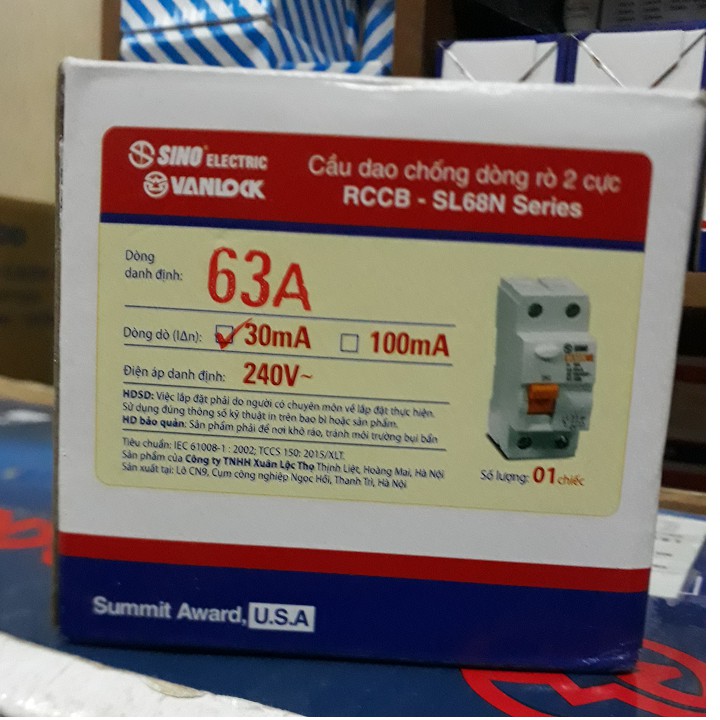 SINO ELECTRIC
VANLOCK
Cầu dao chống dòng rò 2 cực
RCCB - SL68N Series
Dòng
danh định: 63A
Dòng dò (IΔn): 30mA 100mA
Điện áp danh định: 240V~
HDSD: Việc lắp đặt phải do người có chuyên môn về lắp đặt thực hiện.
Sử dụng đúng thông số kỹ thuật in trên bao bì hoặc sản phẩm.
HD bảo quản: Sản phẩm phải để nơi khô ráo, tránh môi trường bụi bẩn
Tiêu chuẩn: IEC 61008-1 : 2002; TCCS 150: 2015/XLT.
Sản phẩm của Công ty TNHH Xuân Lộc Thọ Thịnh Liệt, Hoàng Mai, Hà Nội
Sản xuất tại: Lô CN9, Cụm công nghiệp Ngọc Hồi, Thanh Trì, Hà Nội
SINO
Số lượng: 01 chiếc
Summit Award, U.S.A